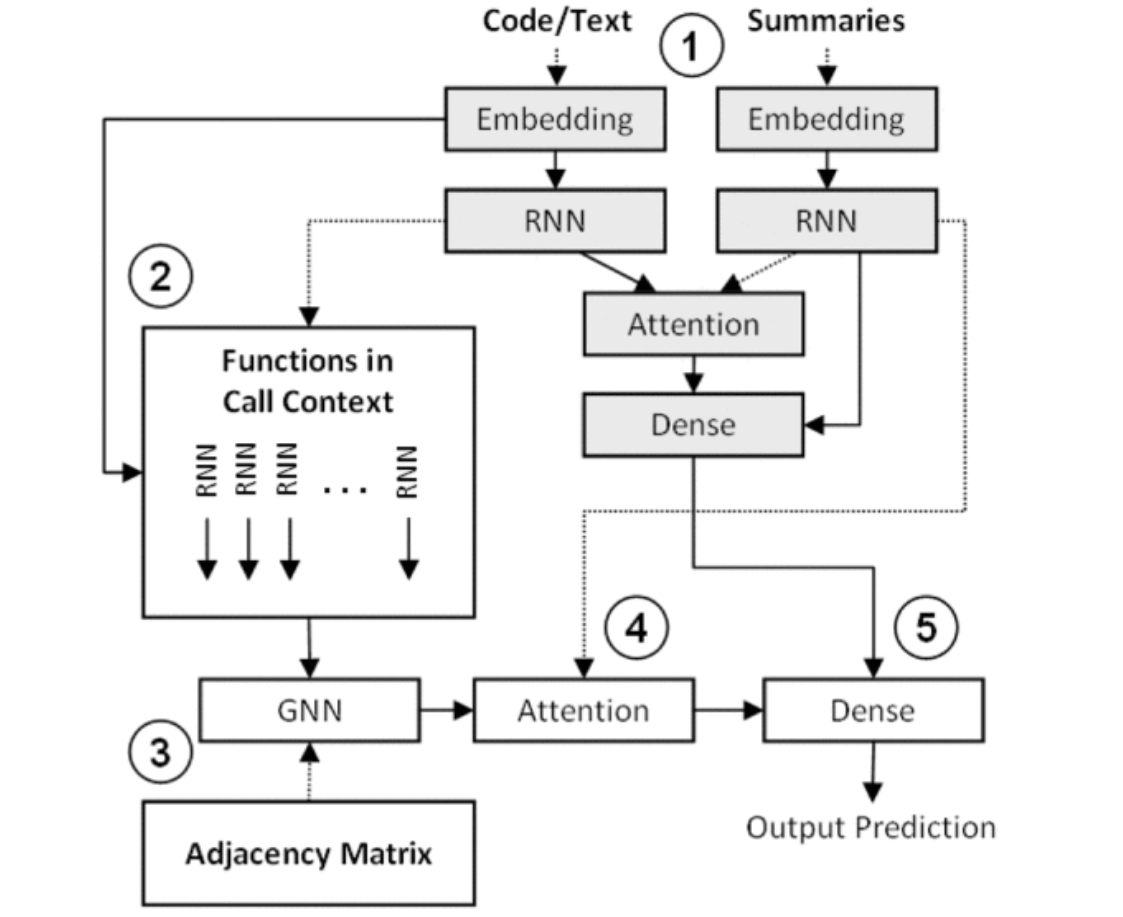 Code/Text
1
Summaries
Embedding
Embedding
RNN
RNN
2
Attention
Functions in
Call Context
Dense
RNN
RNN
RNN
...
RNN
4
5
GNN
Attention
Dense
3
Output Prediction
Adjacency Matrix